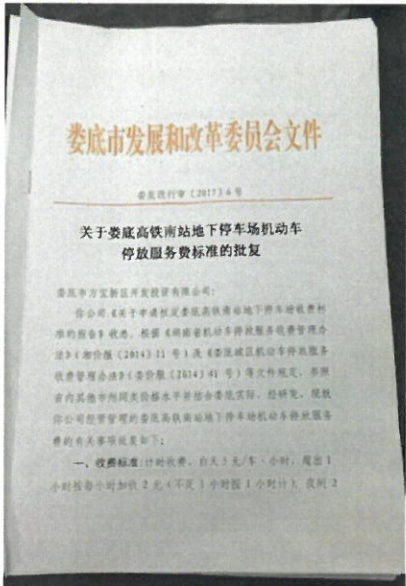 娄底市发展和改革委员会文件
娄发改行审〔2017〕6号
关于娄底高铁南站地下停车场机动车
停放服务费标准的批复
娄底市万宝新区开发投资有限公司：
你公司《关于申请核定娄底高铁南站地下停车场收费标
准的报告》收悉。根据《湖南省机动车停放服务收费管理办
法》（湘价服〔2014〕11号）及《娄底城区机动车停放服务
收费管理办法》（娄价服〔2014〕41号）等文件规定，参照
省内其他市州同类价格水平并结合娄底实际，经研究，现就
你公司经营管理的娄底高铁南站地下停车场机动车停放服务
费的有关事项批复如下：
一、收费标准：计时收费，白天5元/车·小时，超出1
小时按每小时加收2元（不足1小时按1小时计），夜间2